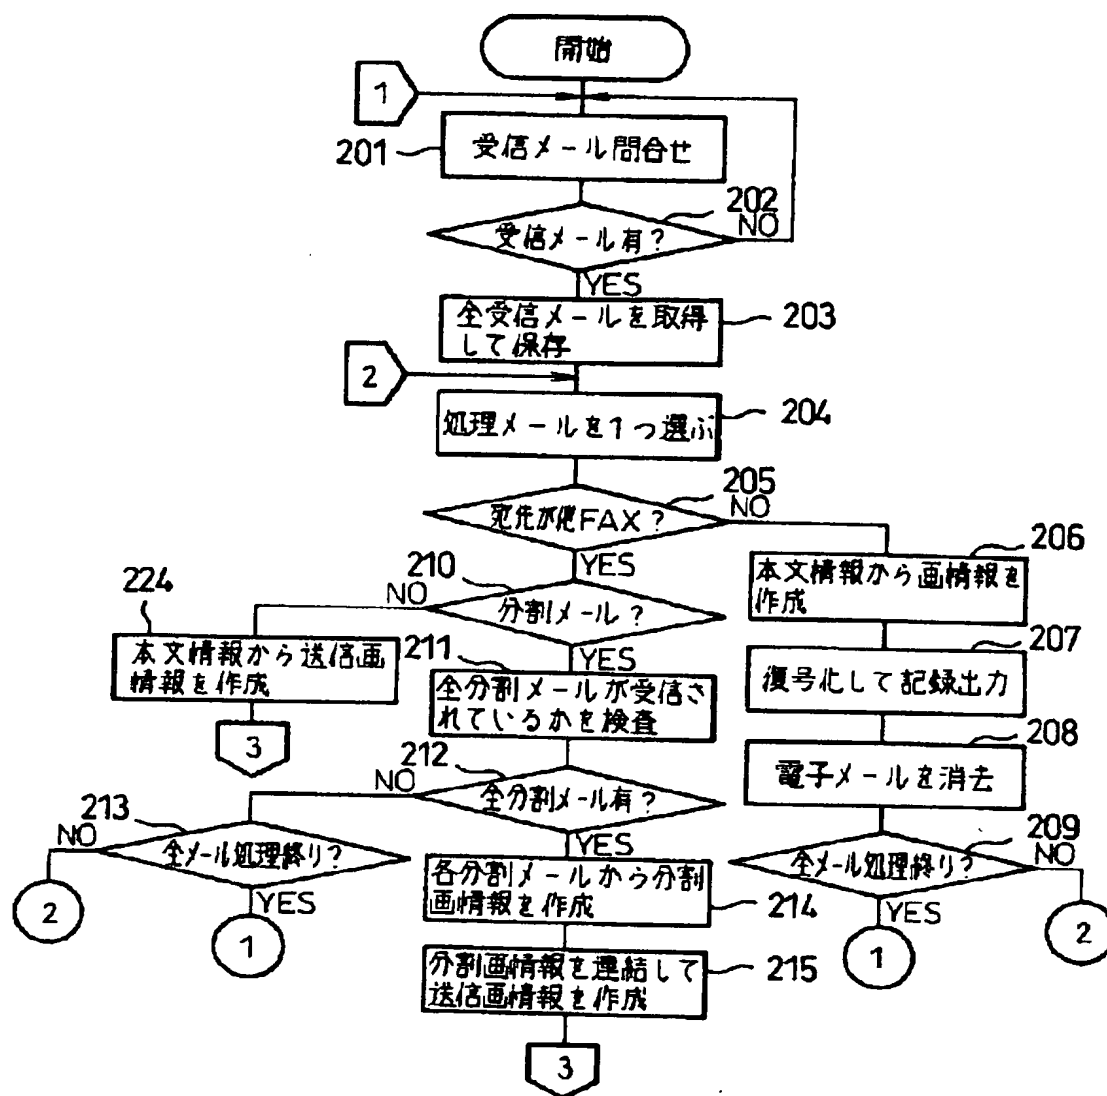 開始
1
201
受信メール問合せ
202
受信メール有?
NO
YES
203
全受信メールを取得
して保存
2
204
処理メールを1つ選ぶ
205
宛先が他FAX?
NO
YES
206
本文情報から画情報を
作成
210
分割メール?
NO
YES
224
本文情報から送信画
情報を作成
3
211
全分割メールが受信さ
れているかを検査
207
復号化して記録出力
208
電子メールを消去
212
全分割メール有?
NO
YES
213
全メール処理終り?
NO
YES
2
1
209
全メール処理終り?
NO
YES
1
2
各分割メールから分割
画情報を作成
214
分割画情報を連結して
送信画情報を作成
215
3